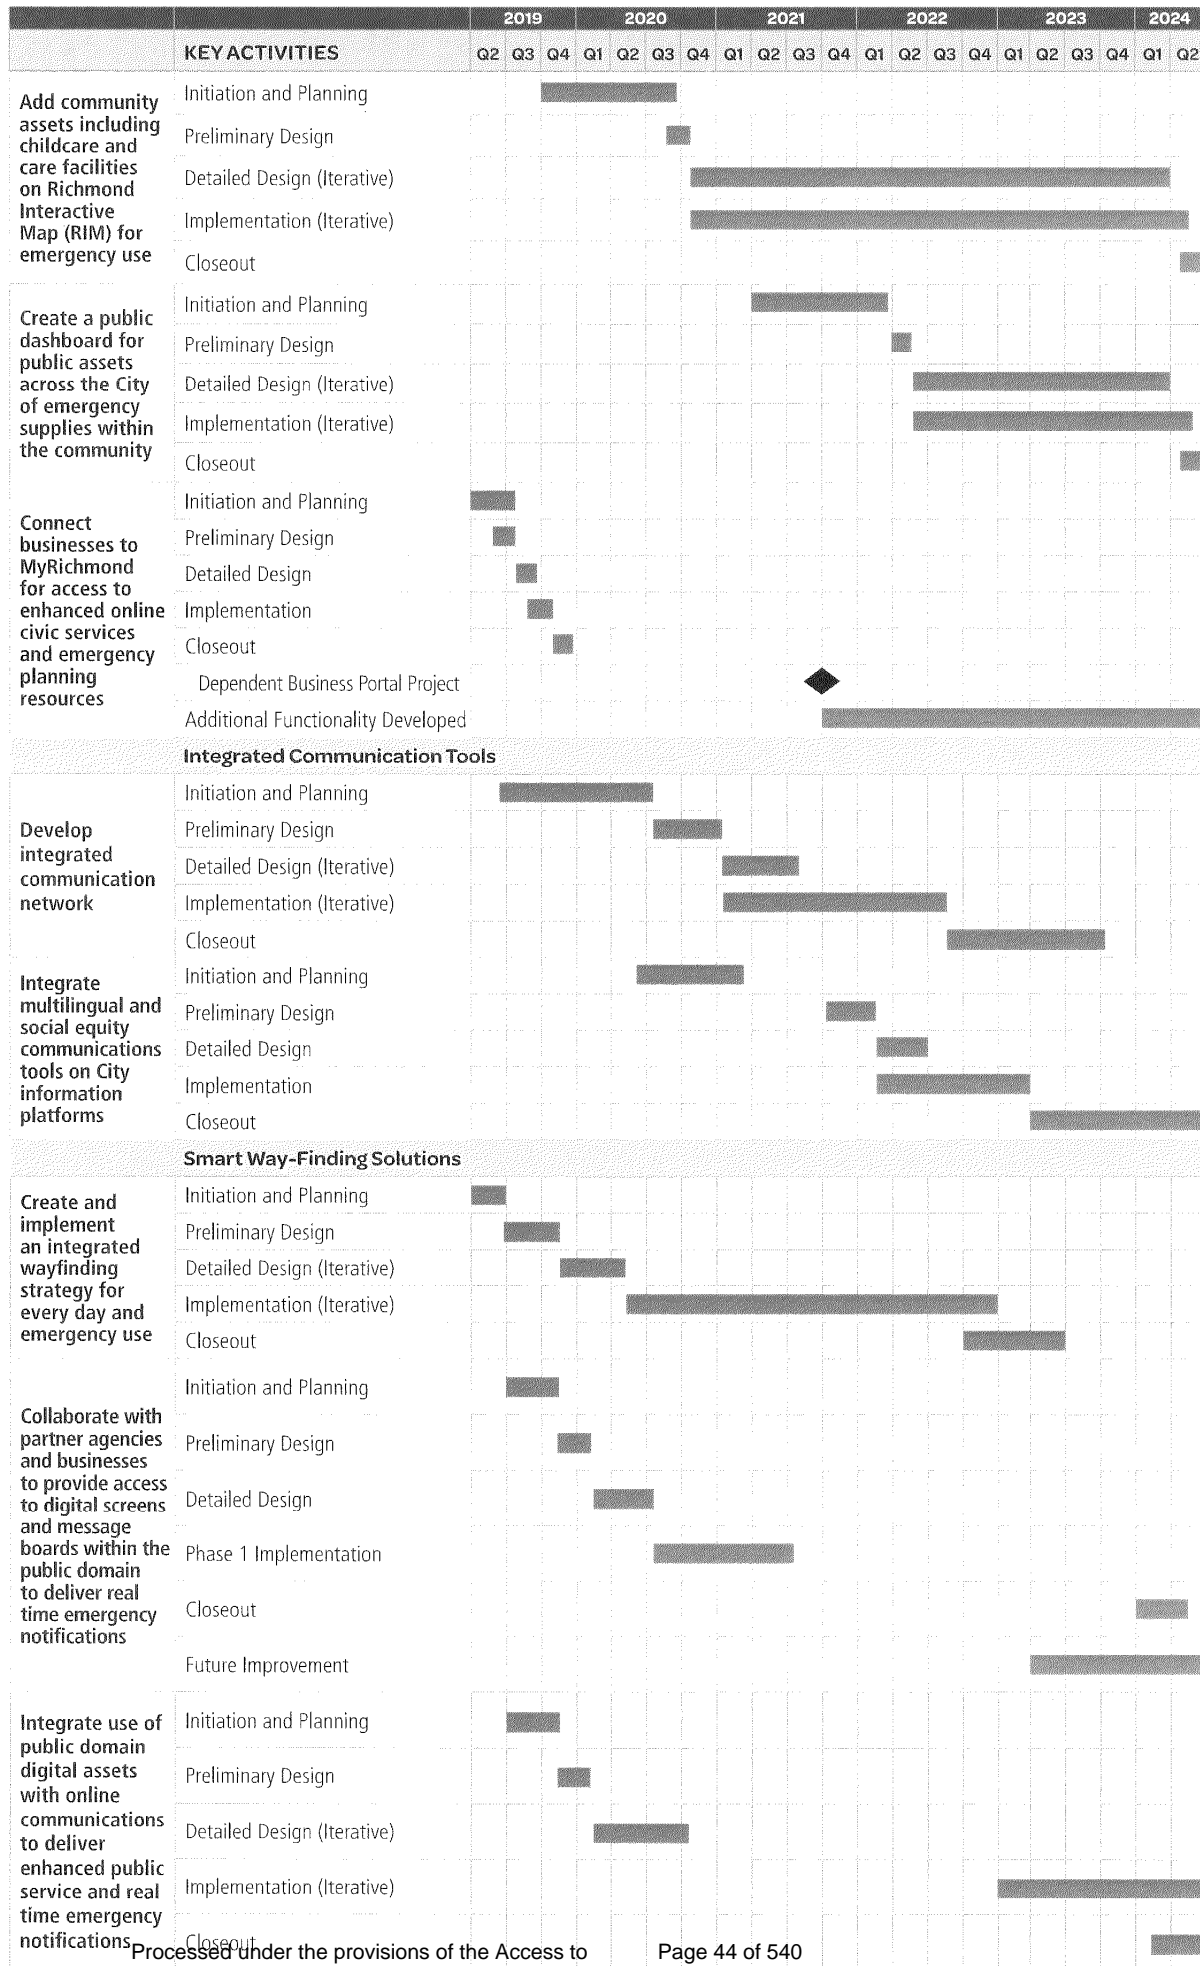 2019 2020 2021 2022 2023 2024
KEY ACTIVITIES Q2 Q3 Q4 Q1 Q2 Q3 Q4 Q1 Q2 Q3 Q4 Q1 Q2 Q3 Q4 Q1 Q2 Q3 Q4 Q1 Q2
Add community
assets including
childcare and
care facilities
on Richmond
Interactive
Map (RIM) for
emergency use
Initiation and Planning
Preliminary Design
Detailed Design (Iterative)
Implementation (Iterative)
Closeout
Create a public
dashboard for
public assets
across the City
of emergency
supplies within
the community
Initiation and Planning
Preliminary Design
Detailed Design (Iterative)
Implementation (Iterative)
Closeout
Connect
businesses to
MyRichmond
for access to
enhanced online
civic services
and emergency
planning
resources
Initiation and Planning
Preliminary Design
Detailed Design
Implementation
Closeout
Dependent Business Portal Project
Additional Functionality Developed
Integrated Communication Tools
Develop
integrated
communication
network
Initiation and Planning
Preliminary Design
Detailed Design (Iterative)
Implementation (Iterative)
Closeout
Integrate
multilingual and
social equity
communications
tools on City
information
platforms
Initiation and Planning
Preliminary Design
Detailed Design
Implementation
Closeout
Smart Way-Finding Solutions
Create and
implement
an integrated
wayfinding
strategy for
every day and
emergency use
Initiation and Planning
Preliminary Design
Detailed Design (Iterative)
Implementation (Iterative)
Closeout
Collaborate with
partner agencies
and businesses
to provide access
to digital screens
and message
boards within the
public domain
to deliver real
time emergency
notifications
Initiation and Planning
Preliminary Design
Detailed Design
Phase 1 Implementation
Closeout
Future Improvement
Integrate use of
public domain
digital assets
with online
communications
to deliver
enhanced public
service and real
time emergency
notifications
Initiation and Planning
Preliminary Design
Detailed Design (Iterative)
Implementation (Iterative)
Closeout
Processed under the provisions of the Access to Page 44 of 540